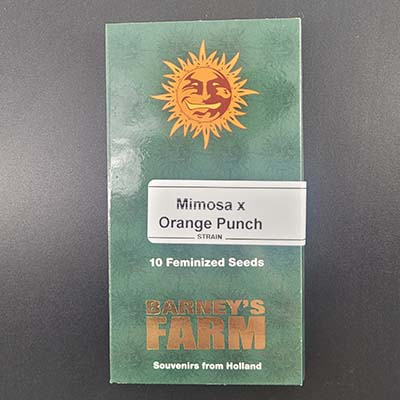 Mimosa x
Orange Punch
STRAIN
10 Feminized Seeds
BARNEY'S
FARM
Souvenirs from Holland